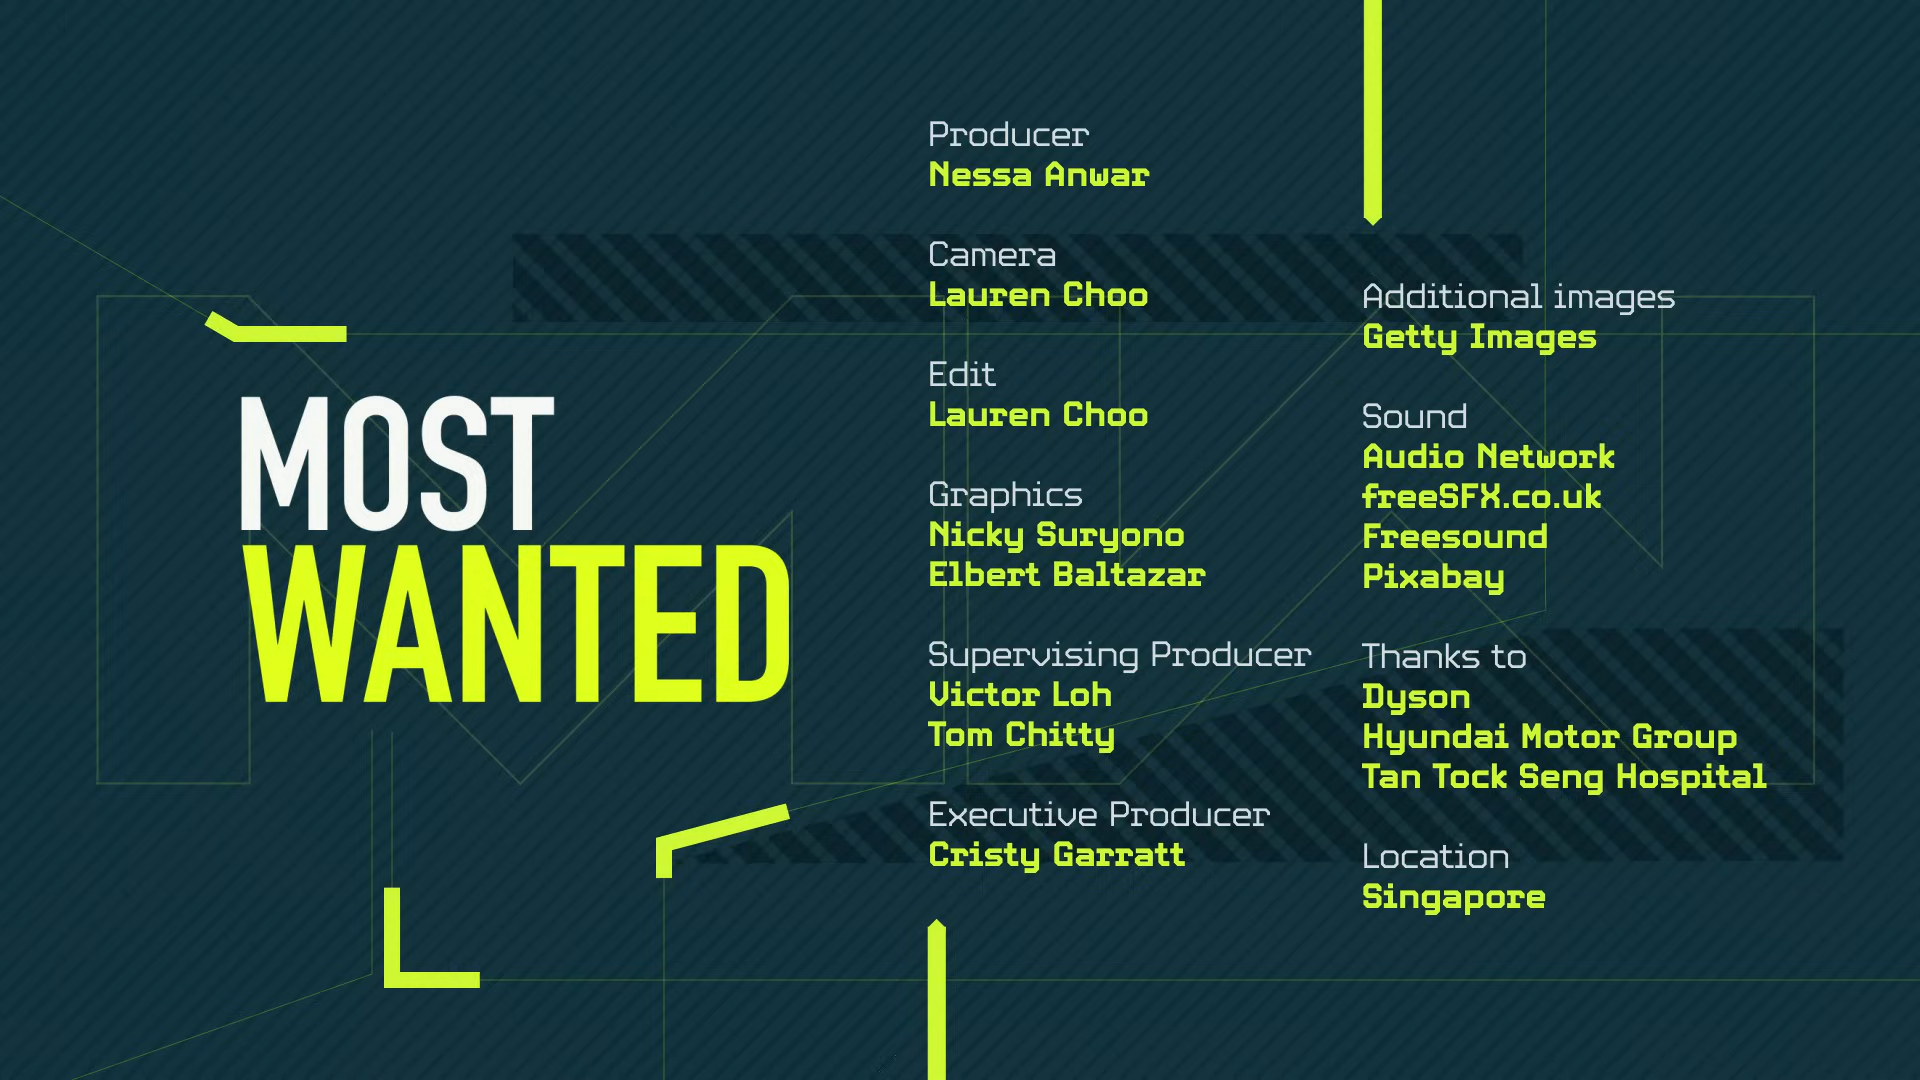 MOST
WANTED
Producer
Nessa Anwar
Camera
Lauren Choo
Edit
Lauren Choo
Graphics
Nicky Suryono
Elbert Baltazar
Supervising Producer
Victor Loh
Tom Chitty
Executive Producer
Cristy Garratt
Additional images
Getty Images
Sound
Audio Network
freeSFX.co.uk
Freesound
Pixabay
Thanks to
Dyson
Hyundai Motor Group
Tan Tock Seng Hospital
Location
Singapore